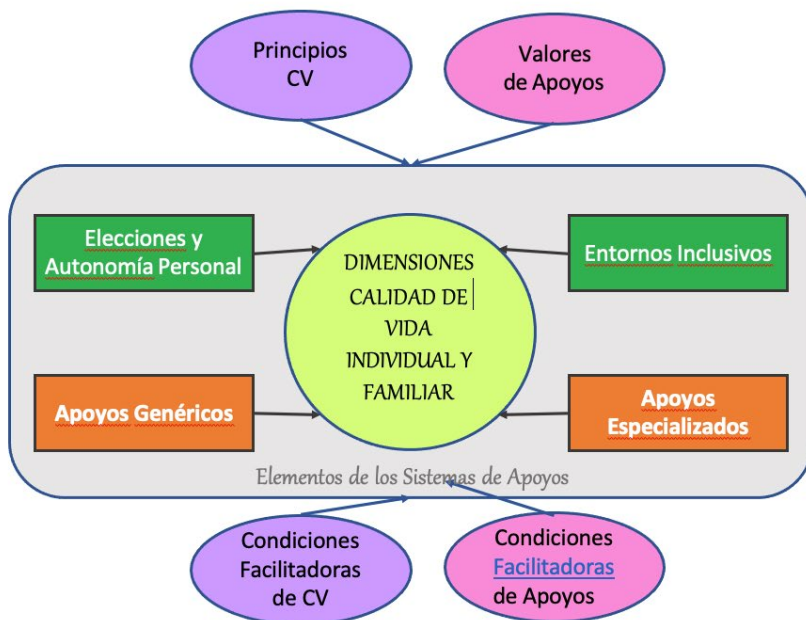 Principios
CV
Valores
de Apoyos
Elecciones y
Autonomía Personal
Entornos Inclusivos
DIMENSIONES
CALIDAD DE
VIDA
INDIVIDUAL Y
FAMILIAR
Apoyos Genéricos
Apoyos
Especializados
Elementos de los Sistemas de Apoyos
Condiciones
Facilitadoras
de CV
Condiciones
Facilitadoras
de Apoyos